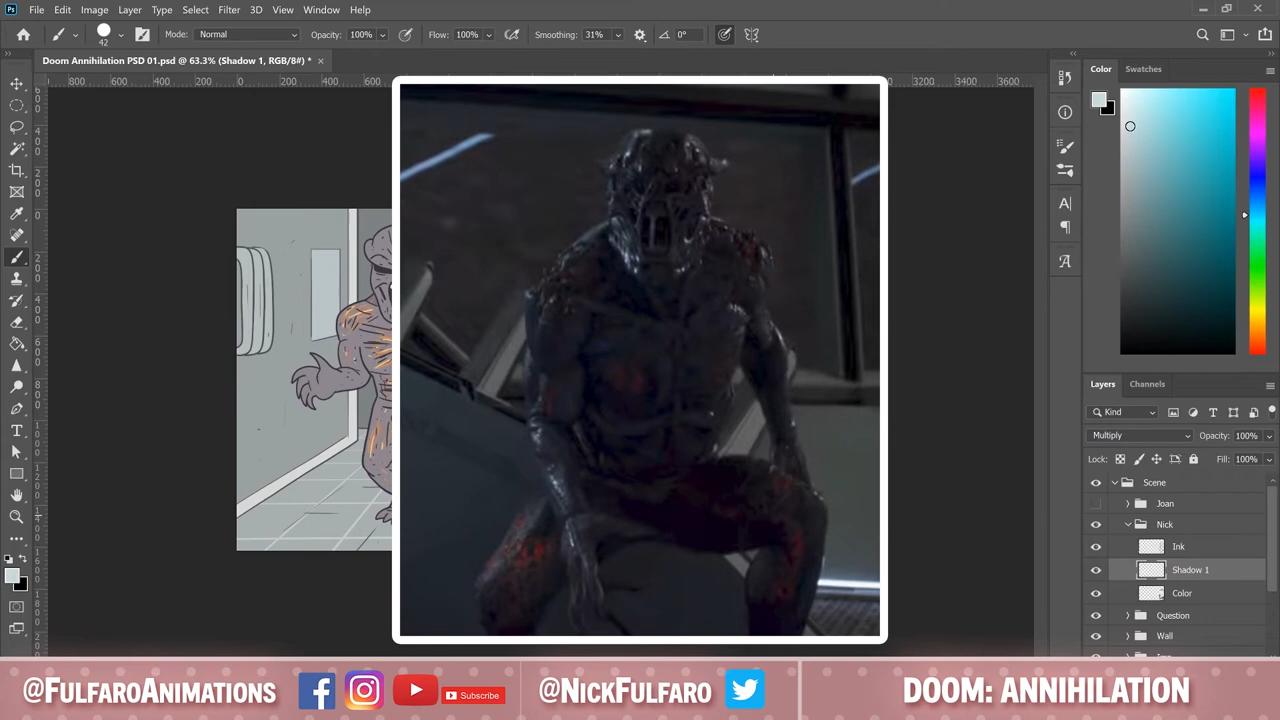 Ps File Edit Image Layer Type Select Filter 3D View Window Help
42 Mode: Normal Opacity: 100% Flow: 100% Smoothing: 31% 0°
Doom Annihilation PSD 01.psd @ 63.3% (Shadow 1, RGB/8#) * ×
800 600 400 200 0 200 400 600 3200 3400 3600
Color Swatches
Layers Channels
Kind
Multiply Opacity: 100%
Lock: Fill: 100%
Scene
Joan
Nick
Ink
Shadow 1
Color
Question
Wall
@FulfaroAnimations Subscribe @NickFulfaro DOOM: ANNIHILATION